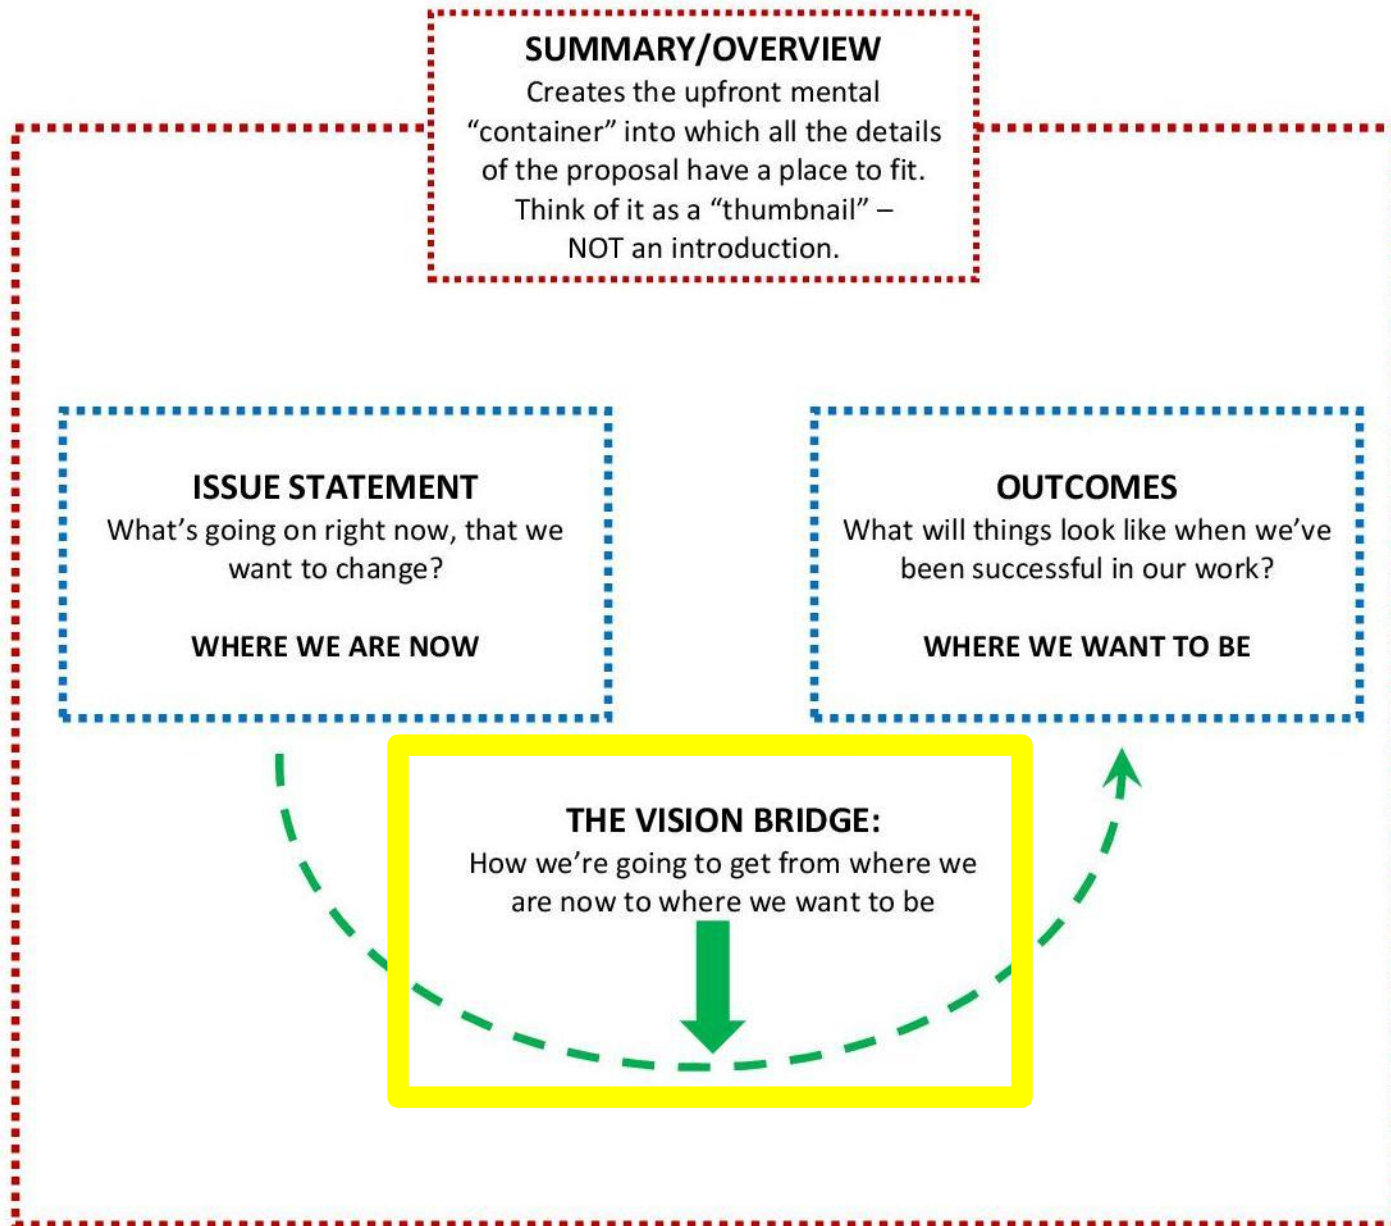 SUMMARY/OVERVIEW
Creates the upfront mental
“container” into which all the details
of the proposal have a place to fit.
Think of it as a “thumbnail” –
NOT an introduction.
ISSUE STATEMENT
What’s going on right now, that we
want to change?
WHERE WE ARE NOW
OUTCOMES
What will things look like when we’ve
been successful in our work?
WHERE WE WANT TO BE
THE VISION BRIDGE:
How we’re going to get from where we
are now to where we want to be